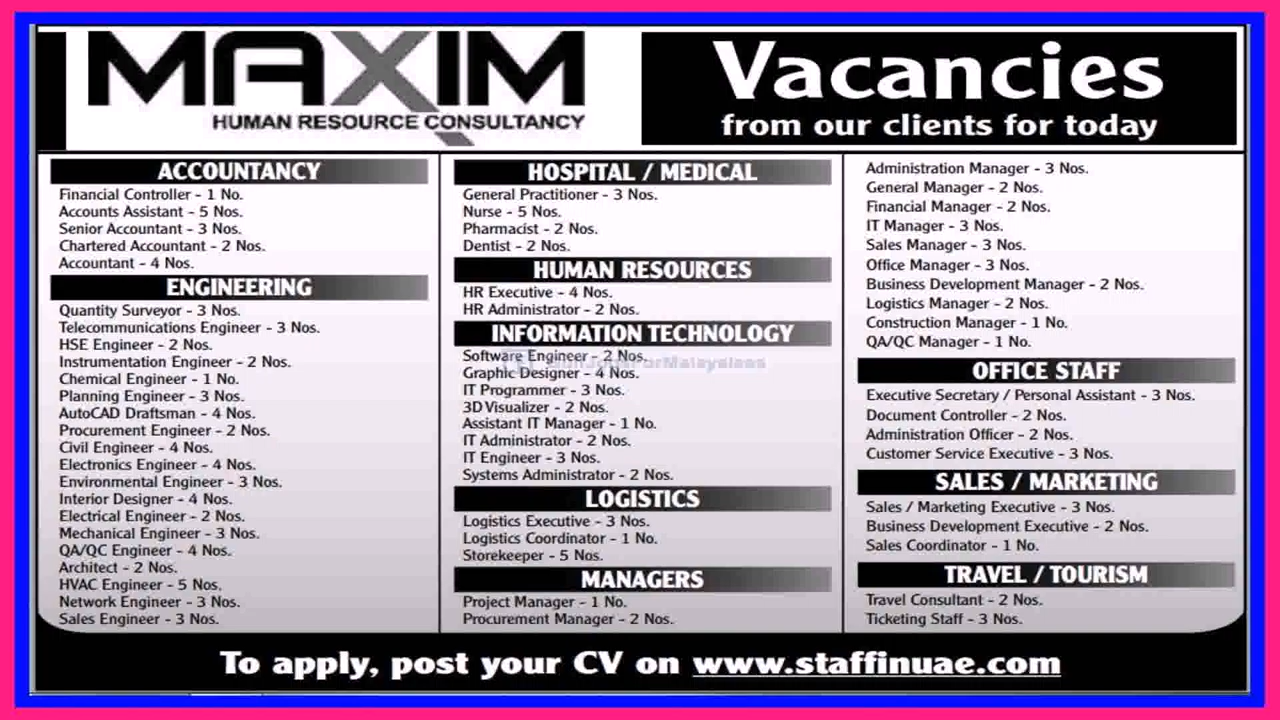 MAXIM
HUMAN RESOURCE CONSULTANCY
Vacancies
from our clients for today
ACCOUNTANCY
Financial Controller - 1 No.
Accounts Assistant - 5 Nos.
Senior Accountant - 3 Nos.
Chartered Accountant - 2 Nos.
Accountant - 4 Nos.
ENGINEERING
Quantity Surveyor - 3 Nos.
Telecommunications Engineer - 3 Nos.
HSE Engineer - 2 Nos.
Instrumentation Engineer - 2 Nos.
Chemical Engineer - 1 No.
Planning Engineer - 3 Nos.
AutoCAD Draftsman - 4 Nos.
Procurement Engineer - 2 Nos.
Civil Engineer - 4 Nos.
Electronics Engineer - 4 Nos.
Environmental Engineer - 3 Nos.
Interior Designer - 4 Nos.
Electrical Engineer - 2 Nos.
Mechanical Engineer - 3 Nos.
QA/QC Engineer - 4 Nos.
Architect - 2 Nos.
HVAC Engineer - 5 Nos.
Network Engineer - 3 Nos.
Sales Engineer - 3 Nos.
HOSPITAL / MEDICAL
General Practitioner - 3 Nos.
Nurse - 5 Nos.
Pharmacist - 2 Nos.
Dentist - 2 Nos.
HUMAN RESOURCES
HR Executive - 4 Nos.
HR Administrator - 2 Nos.
INFORMATION TECHNOLOGY
Software Engineer - 2 Nos.
Graphic Designer - 4 Nos.
IT Programmer - 3 Nos.
3D Visualizer - 2 Nos.
Assistant IT Manager - 1 No.
IT Administrator - 2 Nos.
IT Engineer - 3 Nos.
Systems Administrator - 2 Nos.
LOGISTICS
Logistics Executive - 3 Nos.
Logistics Coordinator - 1 No.
Storekeeper - 5 Nos.
MANAGERS
Project Manager - 1 No.
Procurement Manager - 2 Nos.
Administration Manager - 3 Nos.
General Manager - 2 Nos.
Financial Manager - 2 Nos.
IT Manager - 3 Nos.
Sales Manager - 3 Nos.
Office Manager - 3 Nos.
Business Development Manager - 2 Nos.
Logistics Manager - 2 Nos.
Construction Manager - 1 No.
QA/QC Manager - 1 No.
OFFICE STAFF
Executive Secretary / Personal Assistant - 3 Nos.
Document Controller - 2 Nos.
Administration Officer - 2 Nos.
Customer Service Executive - 3 Nos.
SALES / MARKETING
Sales / Marketing Executive - 3 Nos.
Business Development Executive - 2 Nos.
Sales Coordinator - 1 No.
TRAVEL / TOURISM
Travel Consultant - 2 Nos.
Ticketing Staff - 3 Nos.
To apply, post your CV on www.staffinuae.com